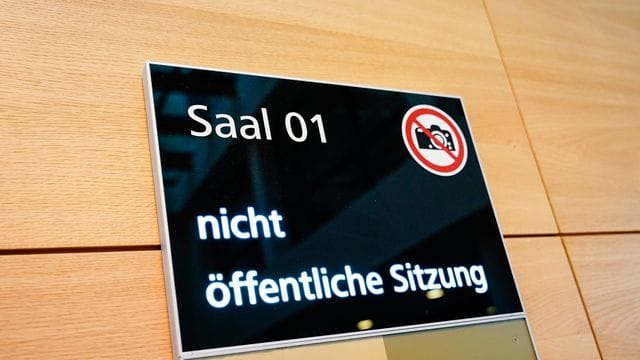 Saal 01
nicht
öffentliche Sitzung